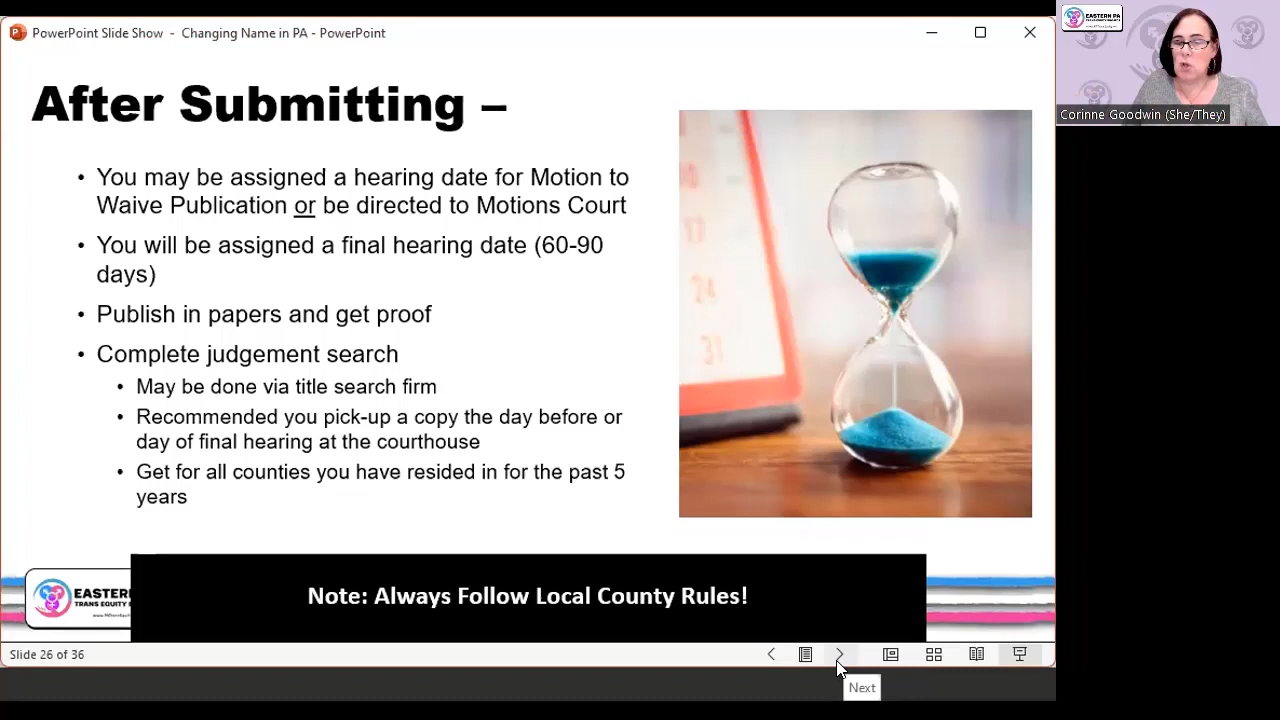 PowerPoint Slide Show - Changing Name in PA - PowerPoint
EASTERN PA
Corinne Goodwin (She/They)
After Submitting –
• You may be assigned a hearing date for Motion to
Waive Publication or be directed to Motions Court
• You will be assigned a final hearing date (60-90
days)
• Publish in papers and get proof
• Complete judgement search
• May be done via title search firm
• Recommended you pick-up a copy the day before or
day of final hearing at the courthouse
• Get for all counties you have resided in for the past 5
years
17
24
31
EASTERN
TRANS EQUITY
Note: Always Follow Local County Rules!
Slide 26 of 36
Next